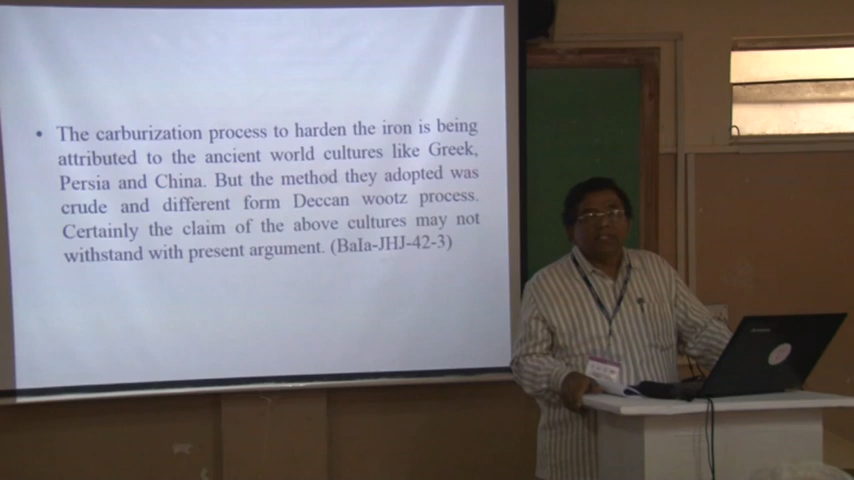 • The carburization process to harden the iron is being
attributed to the ancient world cultures like Greek,
Persia and China. But the method they adopted was
crude and different form Deccan wootz process.
Certainly the claim of the above cultures may not
withstand with present argument. (BaIa-JHJ-42-3)